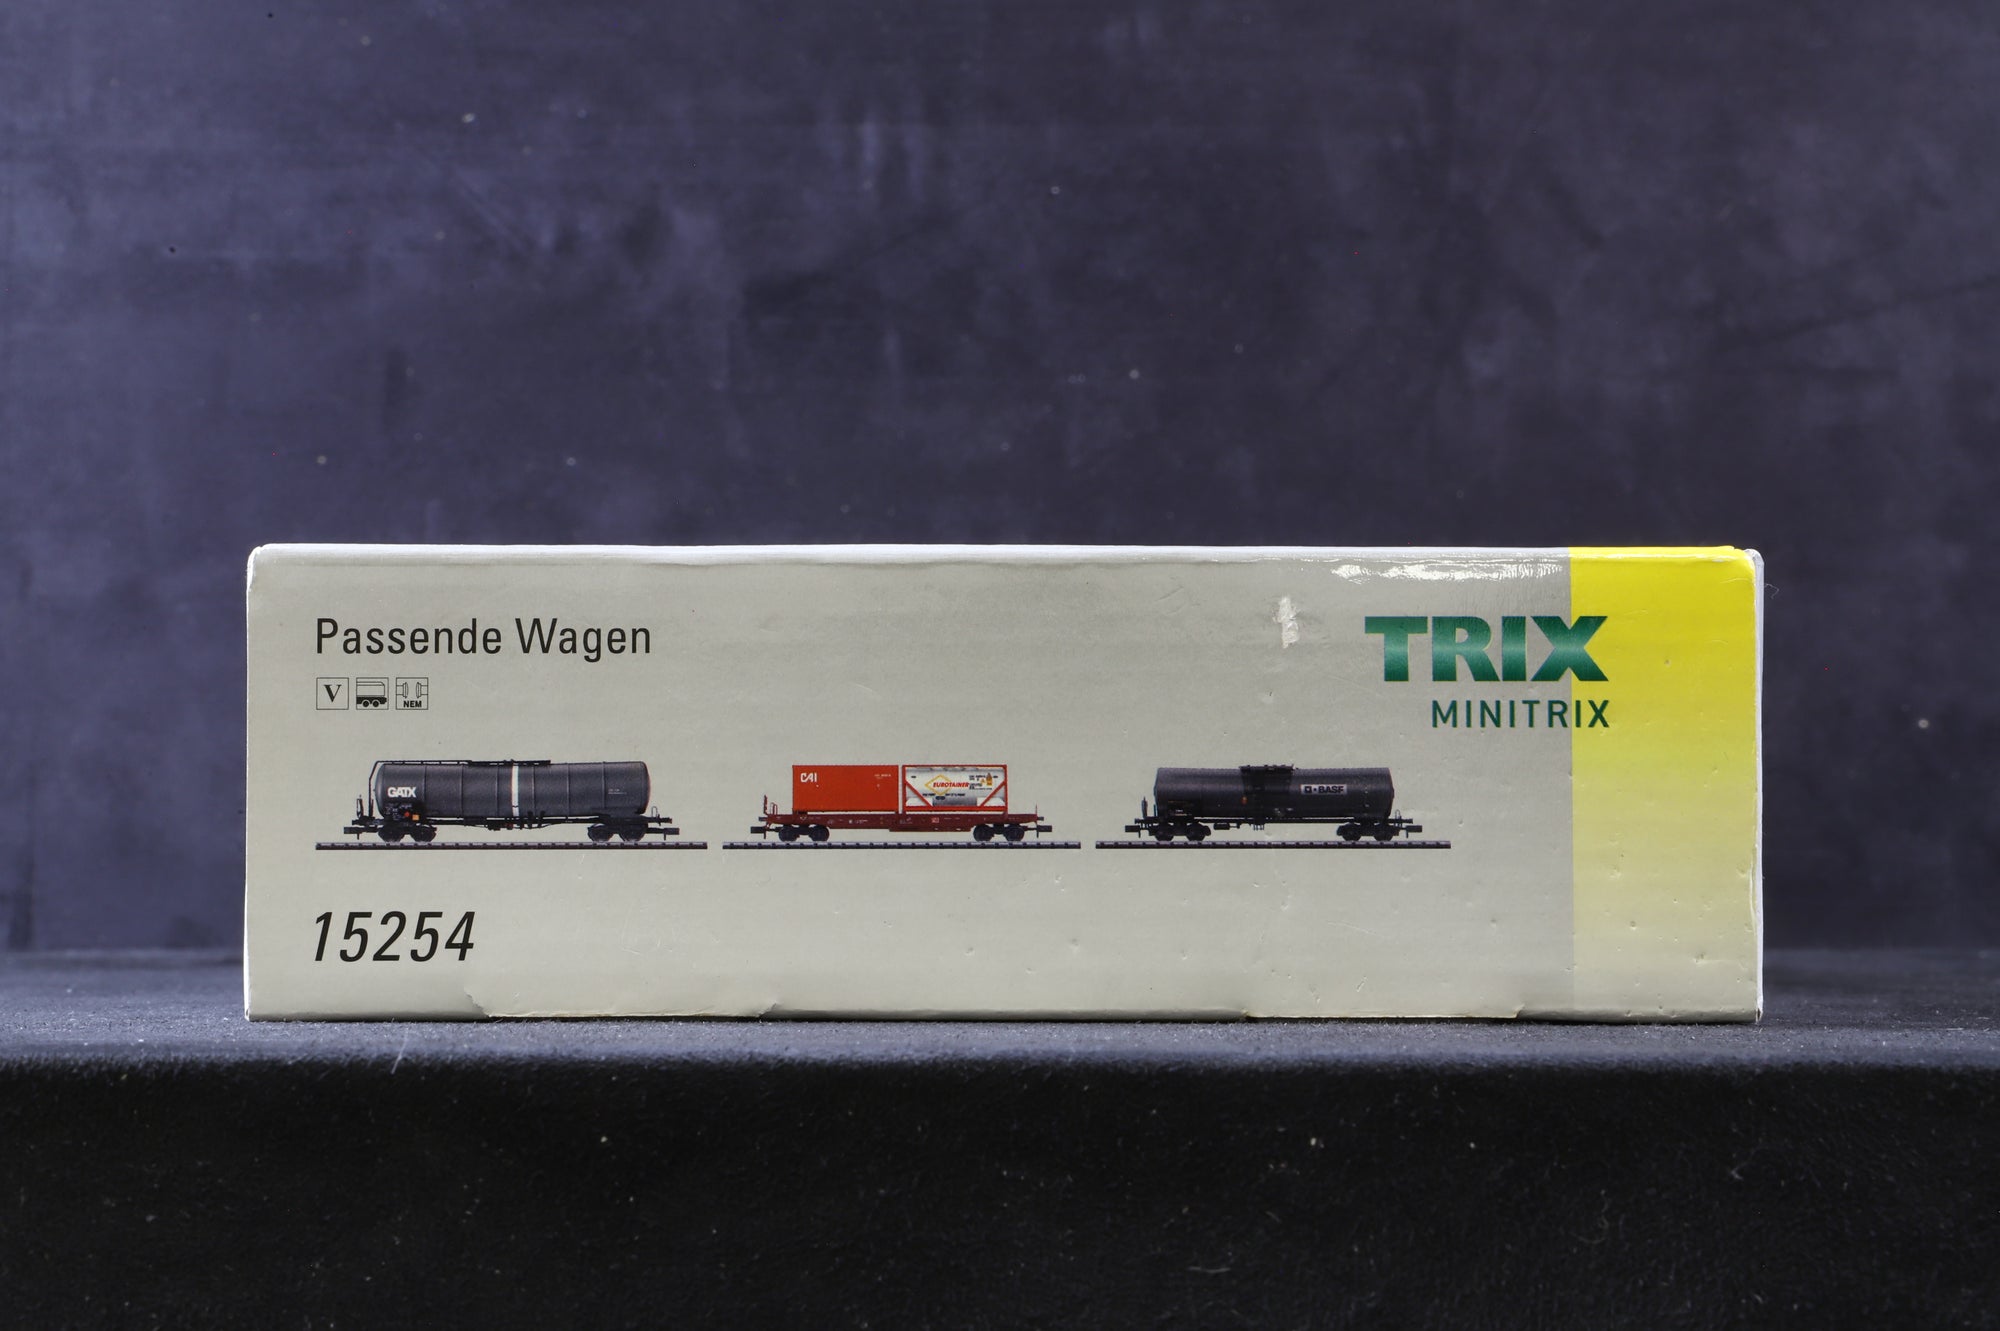 Passende Wagen
TRIX
MINITRIX
V
NEM
GATX
CAI
EUROTAINER
BASF
15254